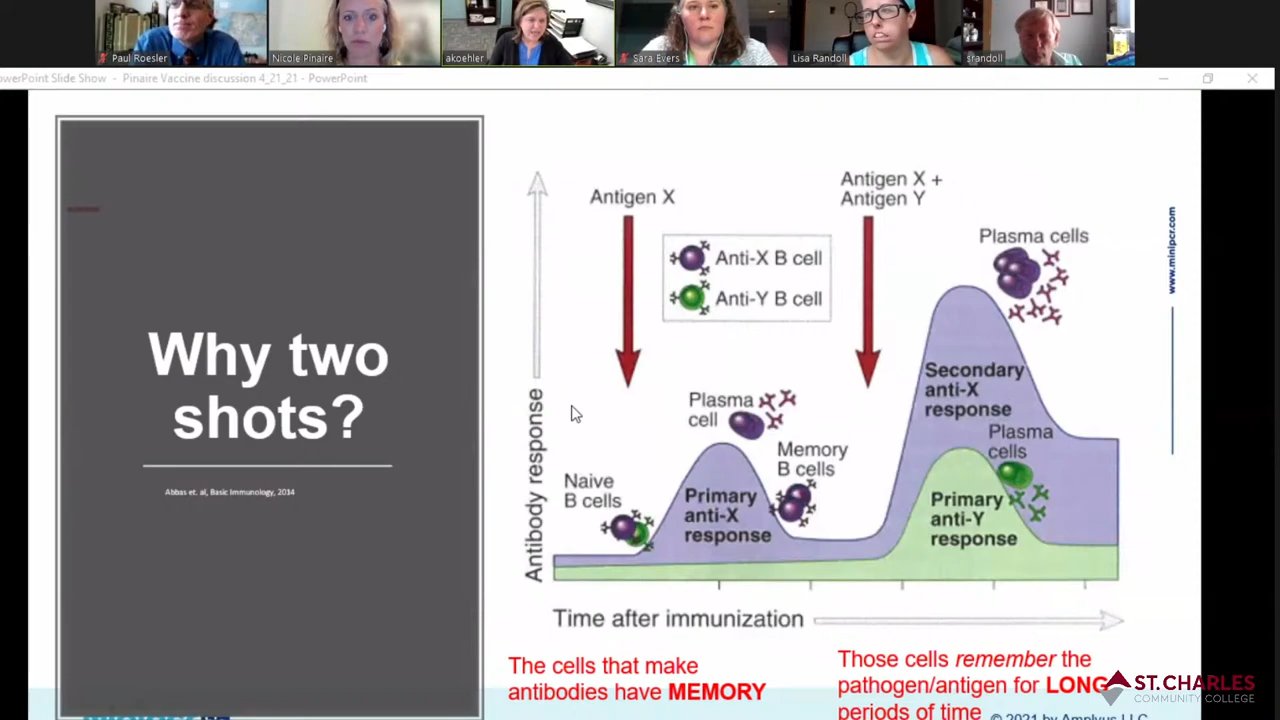 Paul Roesler
Nicole Pinaire
akoehler
Sara Evers
Lisa Randoll
srandoll
owerPoint Slide Show - Pinaire Vaccine discussion 4_21_21 - PowerPoint
Why two
shots?
Abbas et. al, Basic Immunology, 2014
Antigen X
Antigen X +
Antigen Y
Anti-X B cell
Anti-Y B cell
Plasma cells
www.minipcr.com
Antibody response
Naive
B cells
Plasma
cell
Primary
anti-X
response
Memory
B cells
Secondary
anti-X
response
Plasma
cells
Primary
anti-Y
response
Time after immunization
The cells that make
antibodies have MEMORY
Those cells remember the
pathogen/antigen for LONG
periods of time
© 2021 by Amplyus LLC
ST. CHARLES
COMMUNITY COLLEGE